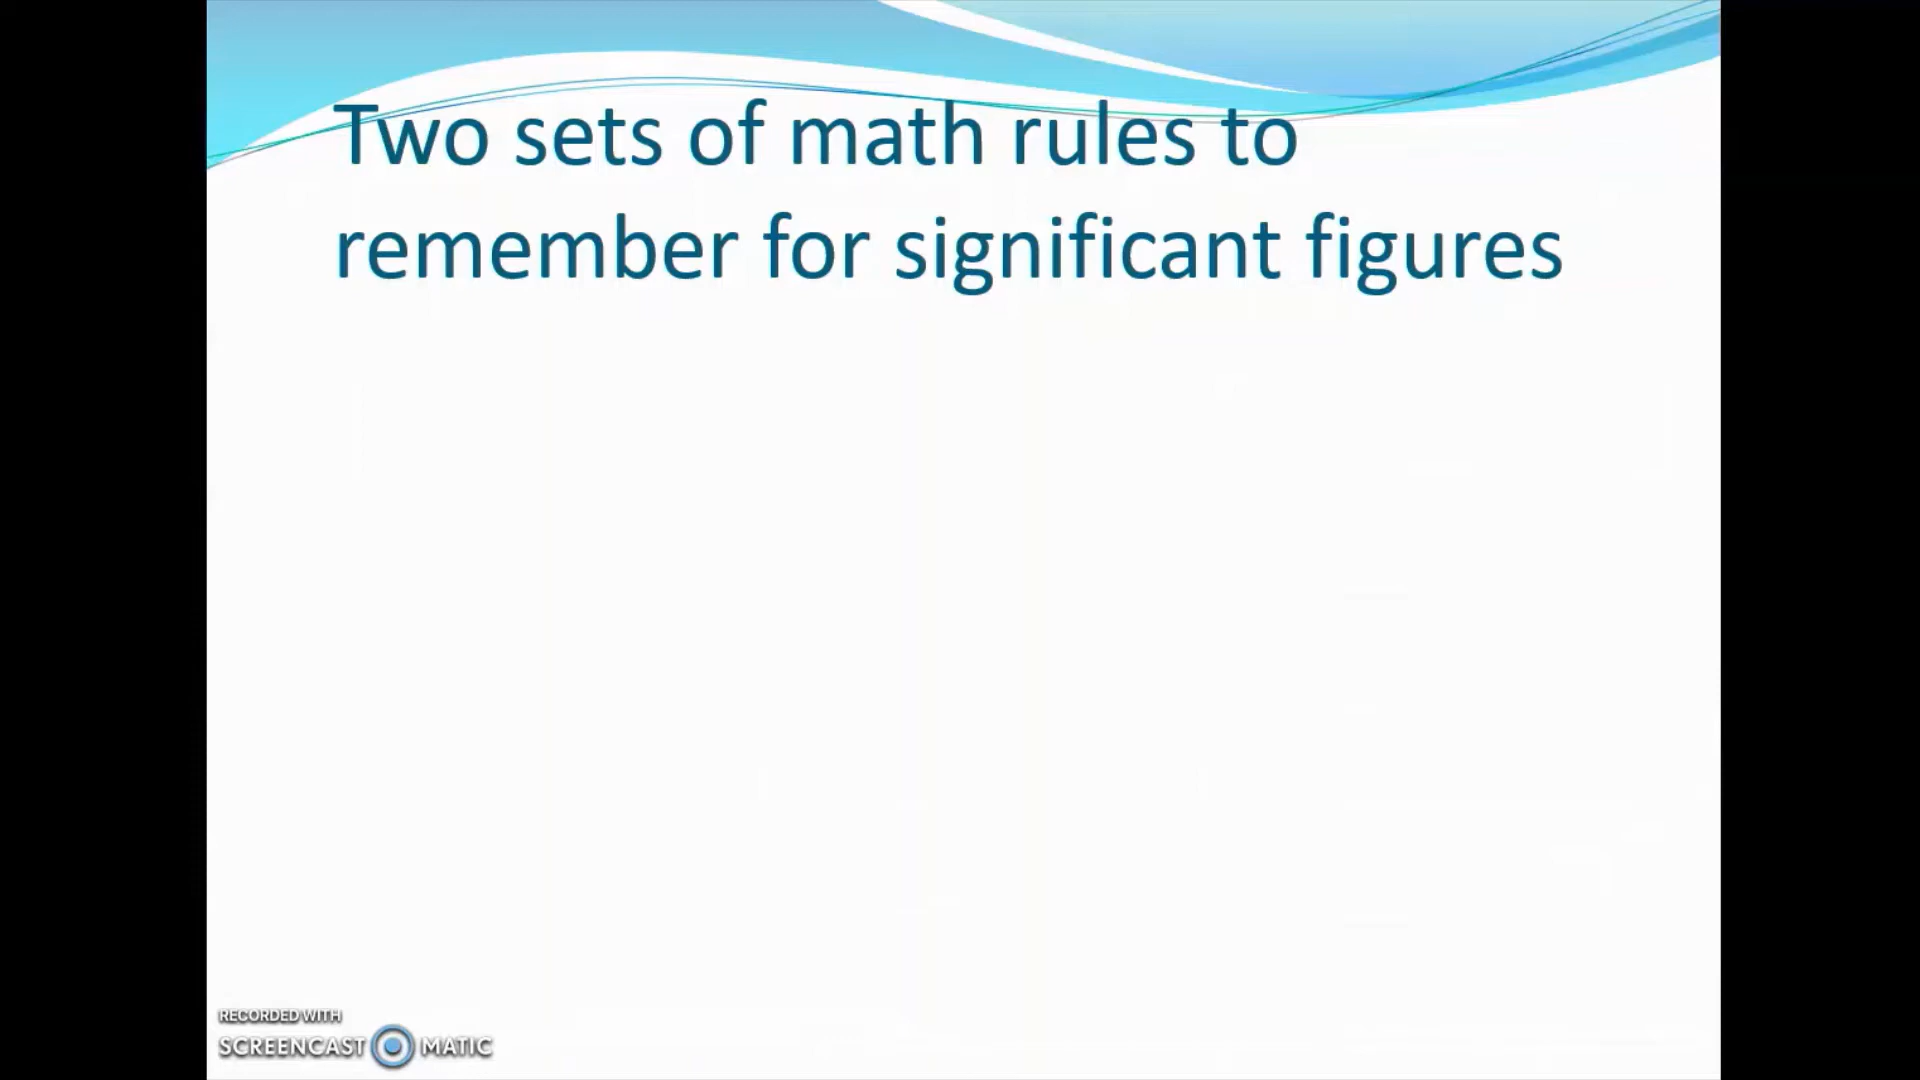 Two sets of math rules to
remember for significant figures
RECORDED WITH
SCREENCAST MATIC